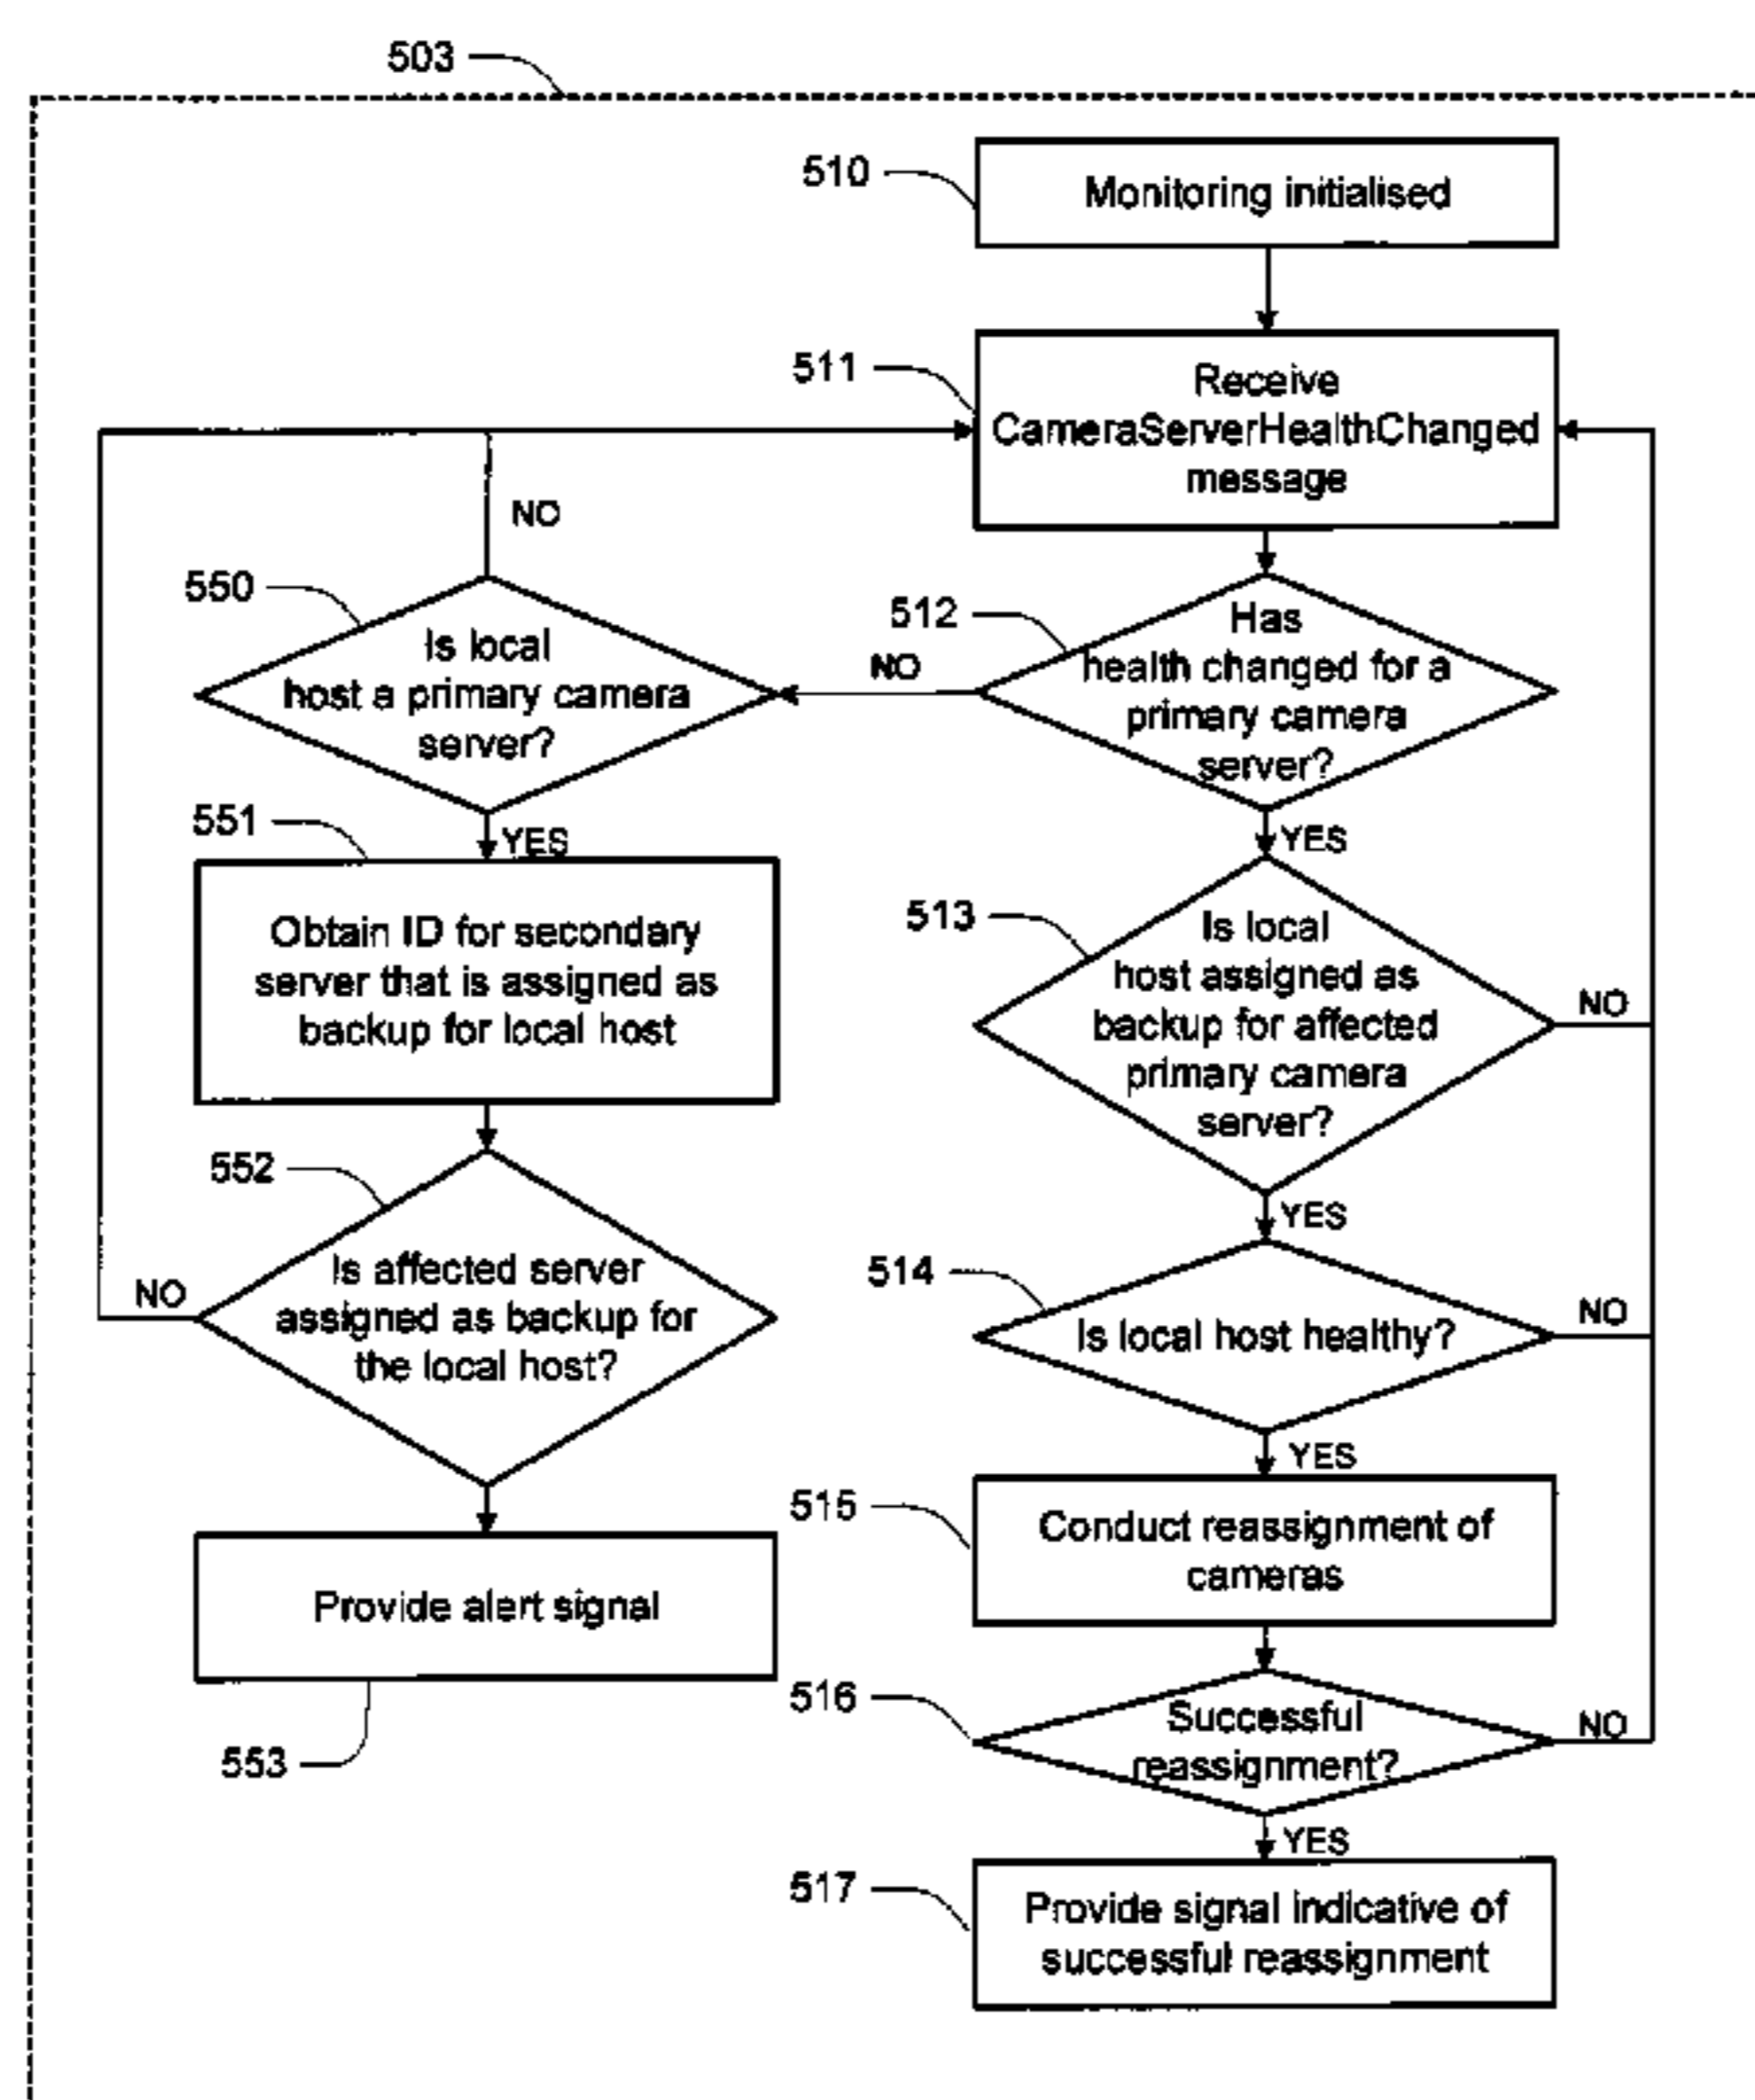 503
510
Monitoring initialised
511
Receive
CameraServerHealthChanged
message
NO
550
Is local
host a primary camera
server?
512
Has
health changed for a
primary camera
server?
NO
YES
YES
551
Obtain ID for secondary
server that is assigned as
backup for local host
513
Is local
host assigned as
backup for affected
primary camera
server?
NO
552
Is affected server
assigned as backup for
the local host?
NO
YES
514
Is local host healthy?
NO
YES
515
Conduct reassignment of
cameras
Provide alert signal
553
516
Successful
reassignment?
NO
YES
517
Provide signal indicative of
successful reassignment